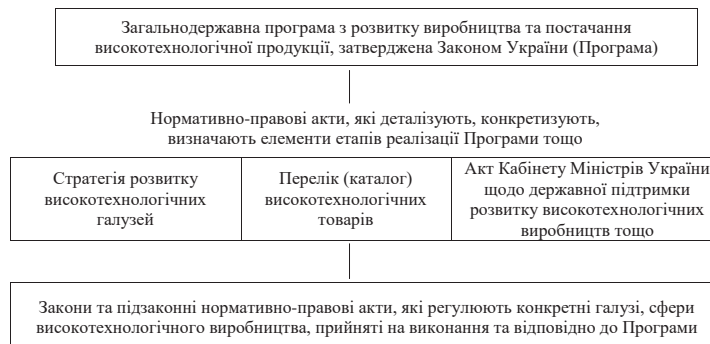 Загальнодержавна програма з розвитку виробництва та постачання
високотехнологічної продукції, затверджена Законом України (Програма)
Нормативно-правові акти, які деталізують, конкретизують,
визначають елементи етапів реалізації Програми тощо
Стратегія розвитку
високотехнологічних
галузей
Перелік (каталог)
високотехнологічних
товарів
Акт Кабінету Міністрів України
щодо державної підтримки
розвитку високотехнологічних
виробництв тощо
Закони та підзаконні нормативно-правові акти, які регулюють конкретні галузі, сфери
високотехнологічного виробництва, прийняті на виконання та відповідно до Програми